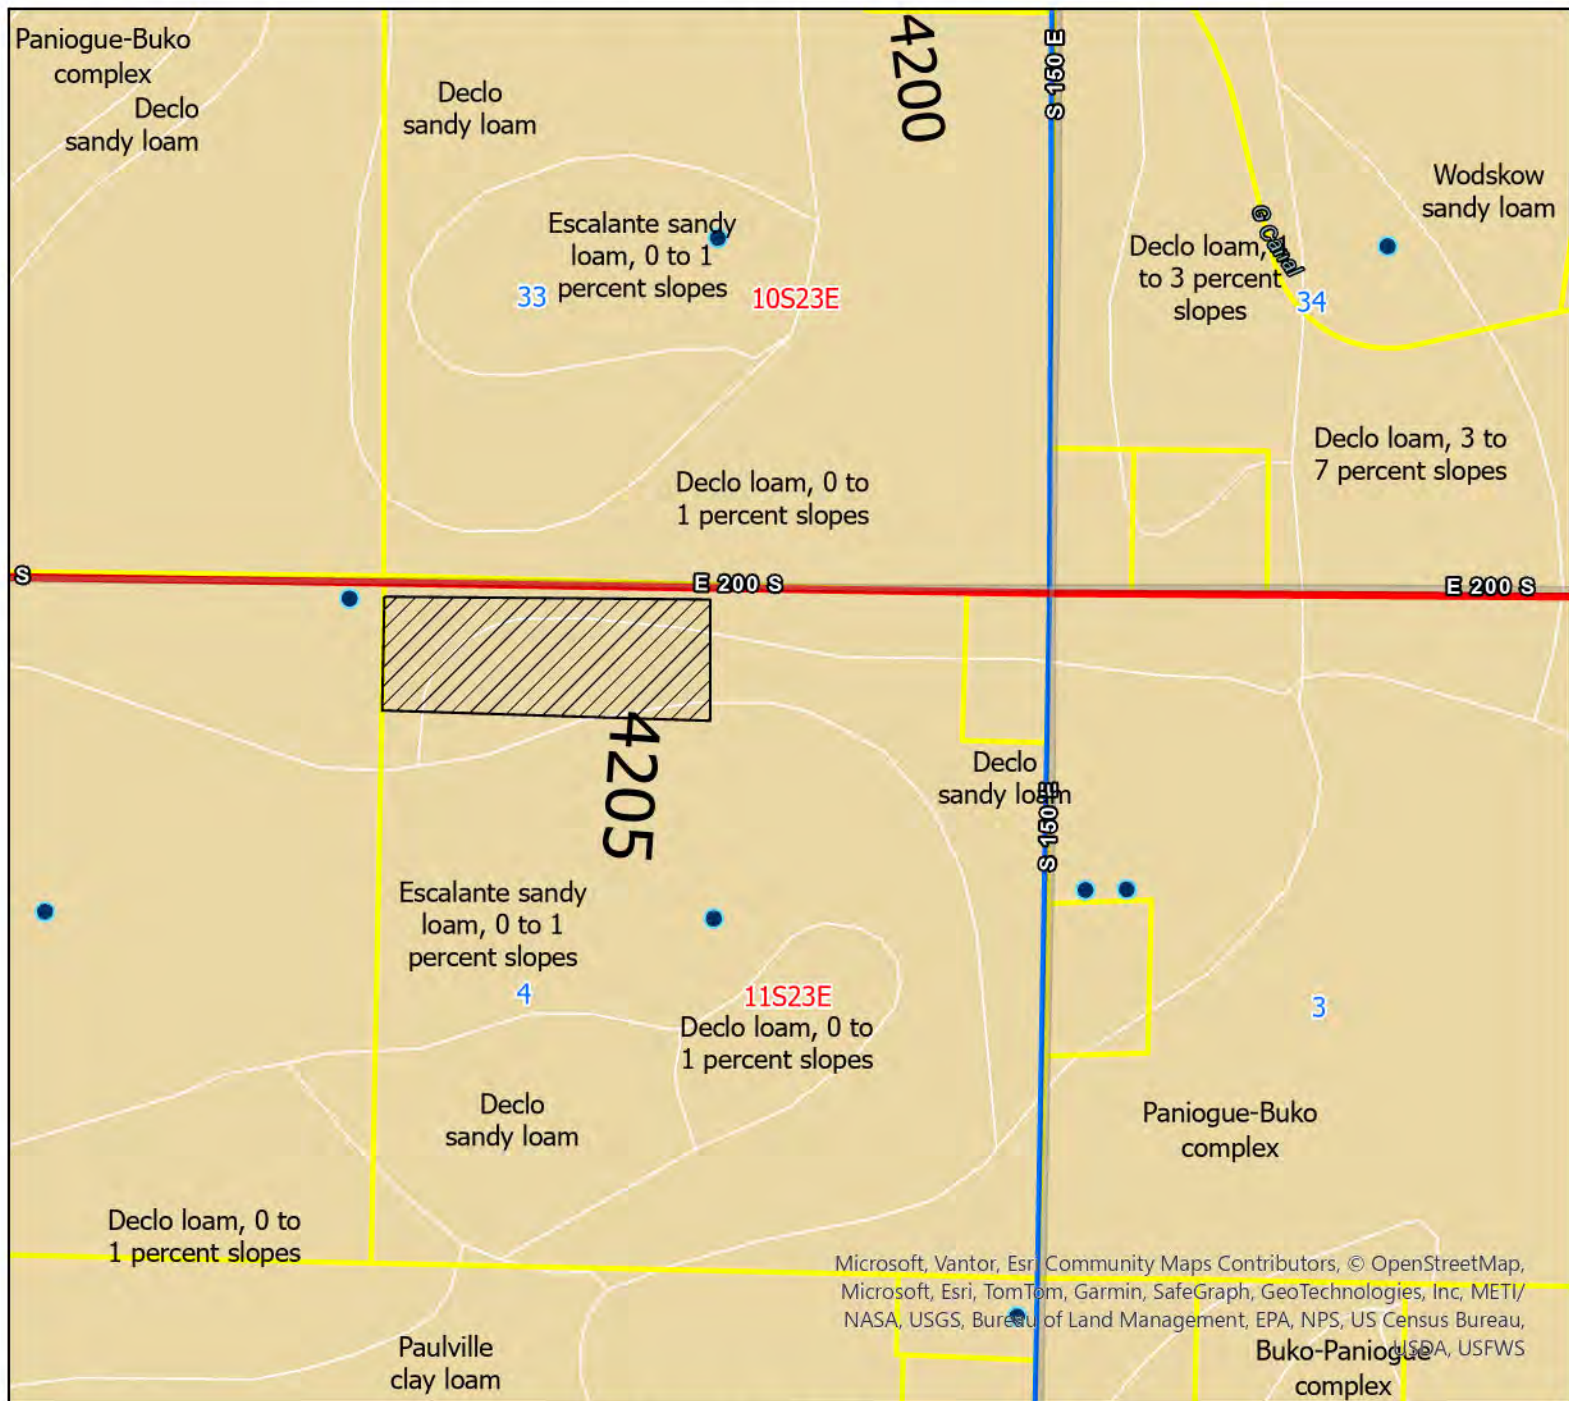 Paniogue-Buko
complex
Declo
sandy loam
Declo
sandy loam
4200
S 150 E
Wodskow
sandy loam
Escalante sandy
loam, 0 to 1
percent slopes
33
10S23E
G Canal
Declo loam,
to 3 percent
slopes
34
Declo loam, 3 to
7 percent slopes
Declo loam, 0 to
1 percent slopes
S
E 200 S
E 200 S
4205
Declo
sandy loam
S 150 E
Escalante sandy
loam, 0 to 1
percent slopes
4
11S23E
3
Declo loam, 0 to
1 percent slopes
Declo
sandy loam
Paniogue-Buko
complex
Declo loam, 0 to
1 percent slopes
Microsoft, Vantor, Esri Community Maps Contributors, © OpenStreetMap,
Microsoft, Esri, TomTom, Garmin, SafeGraph, GeoTechnologies, Inc, METI/
NASA, USGS, Bureau of Land Management, EPA, NPS, US Census Bureau,
USDA, USFWS
Paulville
clay loam
Buko-Paniogue
complex